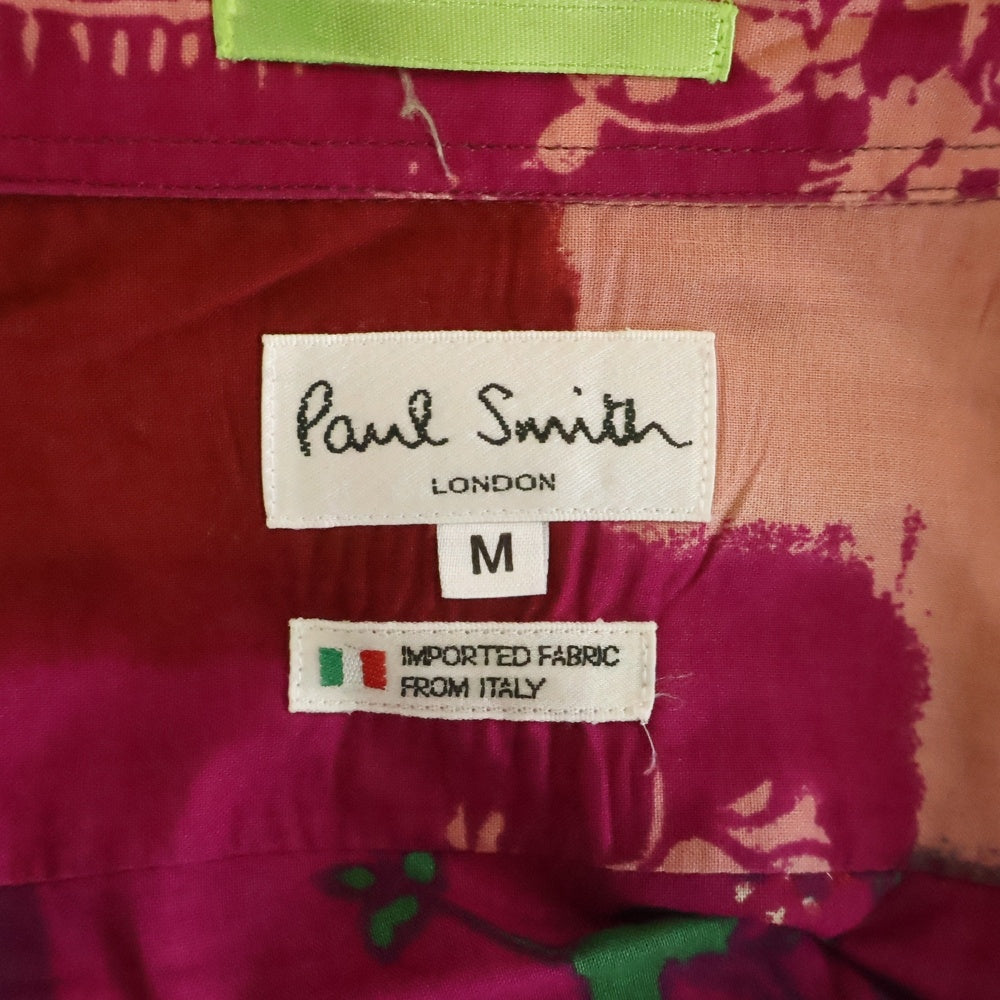 Paul Smith
LONDON
M
IMPORTED FABRIC
FROM ITALY